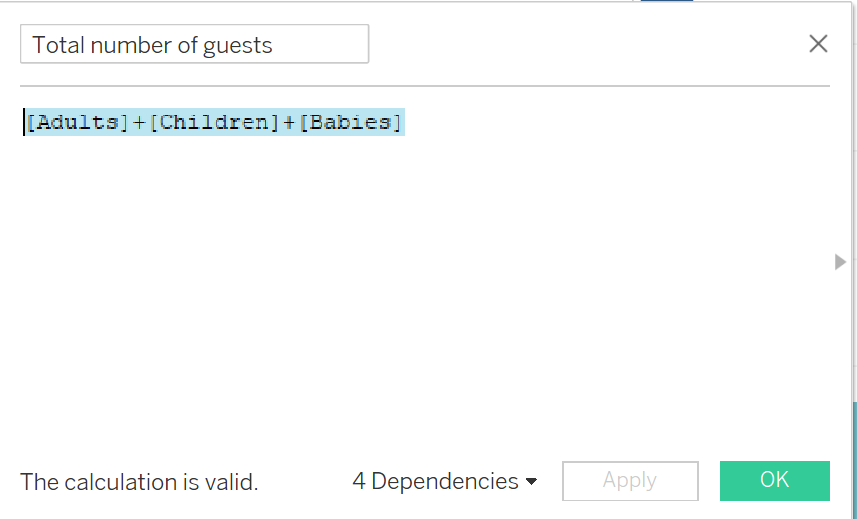 Total number of guests
[Adults]+[Children]+[Babies]
The calculation is valid.
4 Dependencies
Apply
OK